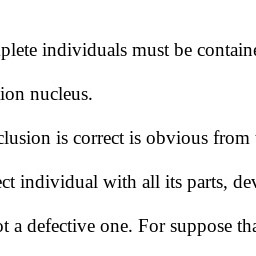 plete individuals must be containe
ion nucleus.
clusion is correct is obvious from
ect individual with all its parts, dev
ot a defective one. For suppose tha